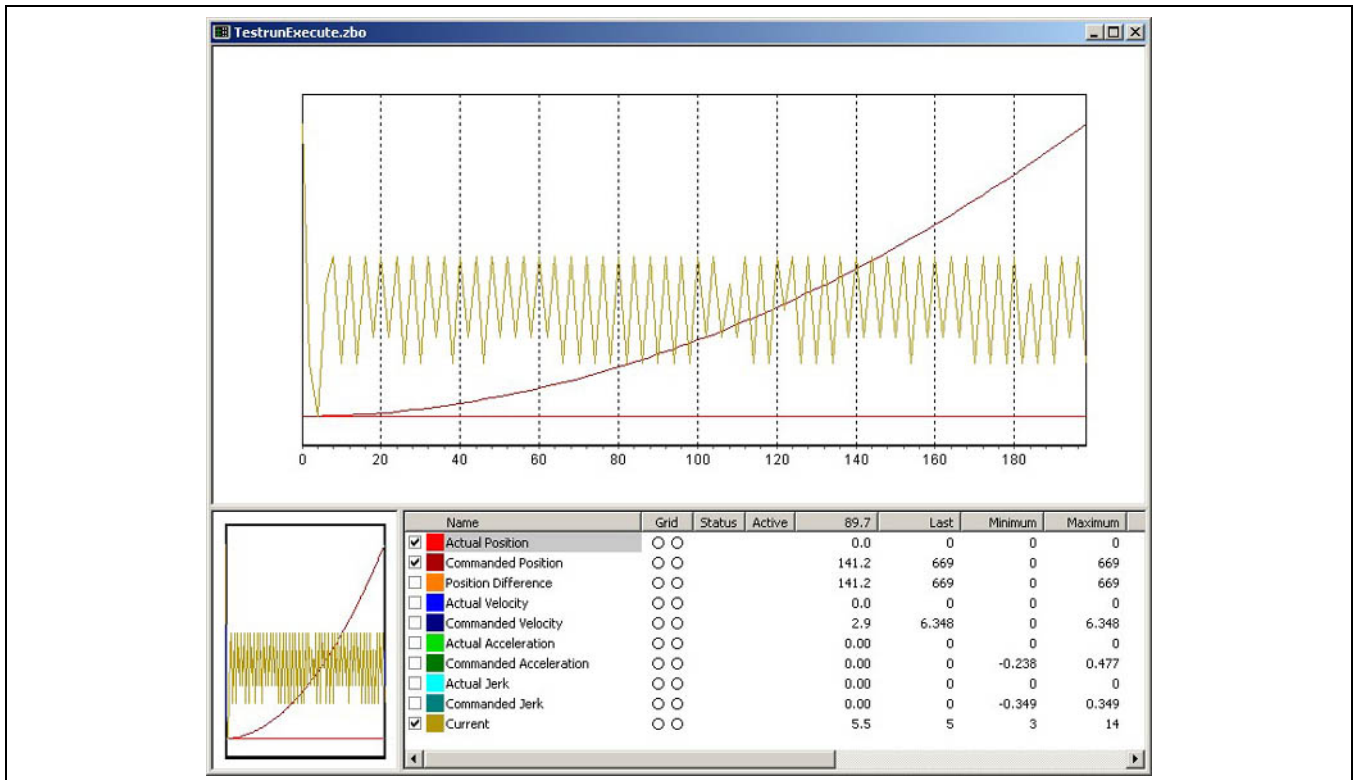 TestrunExecute.zbo
0 20 40 60 80 100 120 140 160 180
Name Grid Status Active 89.7 Last Minimum Maximum
Actual Position 0.0 0 0 0
Commanded Position 141.2 669 0 669
Position Difference 141.2 669 0 669
Actual Velocity 0.0 0 0 0
Commanded Velocity 2.9 6.348 0 6.348
Actual Acceleration 0.00 0 0 0
Commanded Acceleration 0.00 0 -0.238 0.477
Actual Jerk 0.00 0 0 0
Commanded Jerk 0.00 0 -0.349 0.349
Current 5.5 5 3 14